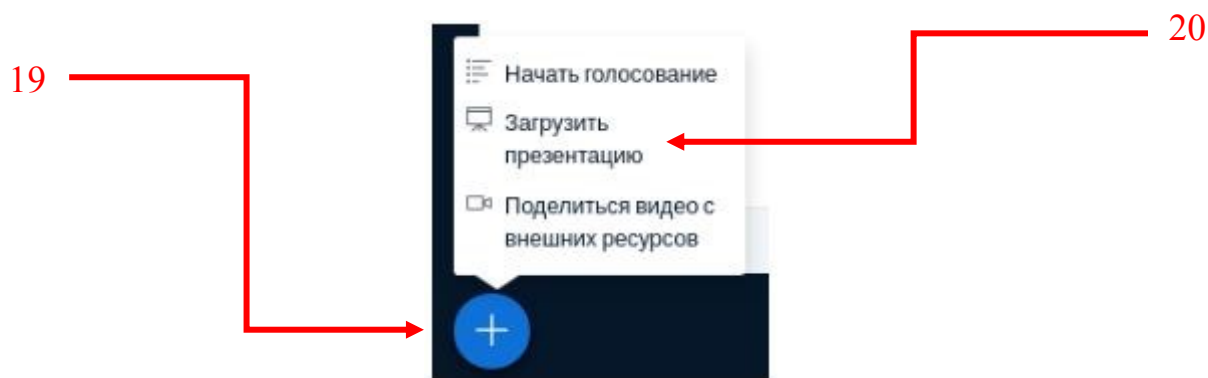 20
19
Начать голосование
Загрузить
презентацию
Поделиться видео с
внешних ресурсов